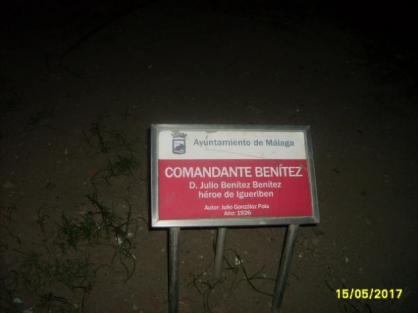 Ayuntamiento de Málaga
COMANDANTE BENÍTEZ
D. Julio Benítez Benítez
héroe de Igueriben
Autor: Julio González Pola
Año: 1926
15/05/2017